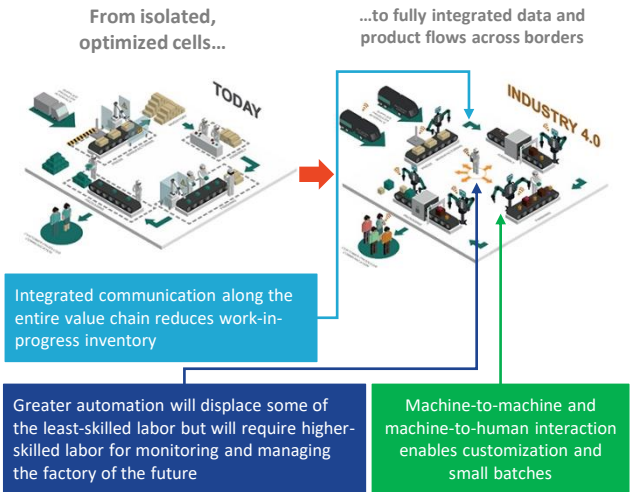 From isolated,
optimized cells…
…to fully integrated data and
product flows across borders
TODAY
INDUSTRY 4.0
Integrated communication along the
entire value chain reduces work-in-
progress inventory
Greater automation will displace some of
the least-skilled labor but will require higher-
skilled labor for monitoring and managing
the factory of the future
Machine-to-machine and
machine-to-human interaction
enables customization and
small batches